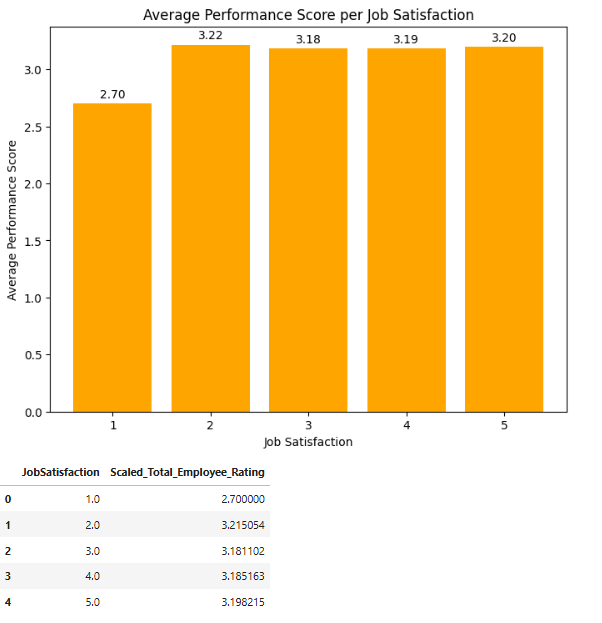 Average Performance Score per Job Satisfaction
2.70
3.22
3.18
3.19
3.20
Average Performance Score
3.0
2.5
2.0
1.5
1.0
0.5
0.0
1 2 3 4 5
Job Satisfaction
JobSatisfaction Scaled_Total_Employee_Rating
0 1.0 2.700000
1 2.0 3.215054
2 3.0 3.181102
3 4.0 3.185163
4 5.0 3.198215